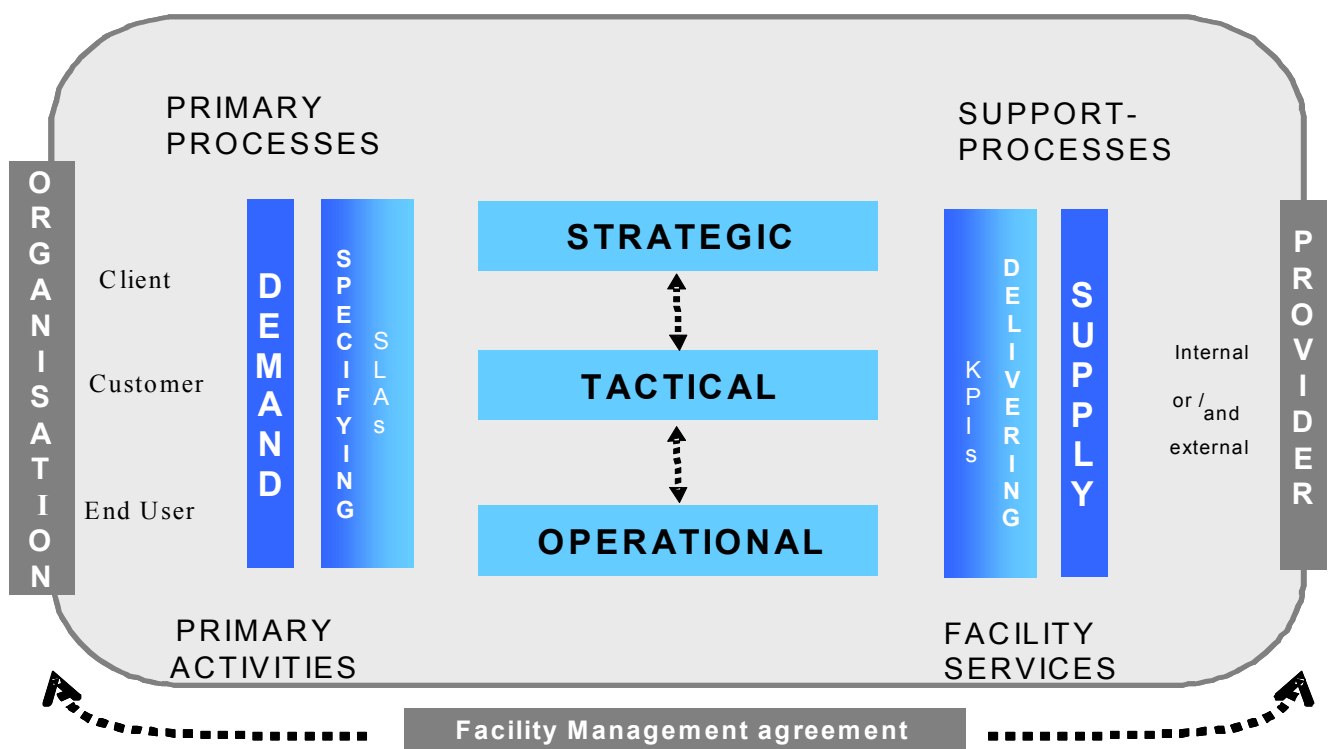 ORGANISATION
PRIMARY
PROCESSES
Client
Customer
End User
DEMAND
SPECIFYING
SLAs
PRIMARY
ACTIVITIES
STRATEGIC
TACTICAL
OPERATIONAL
SUPPORT-
PROCESSES
KPIs
DELIVERING
SUPPLY
Internal
or / and
external
FACILITY
SERVICES
PROVIDER
Facility Management agreement